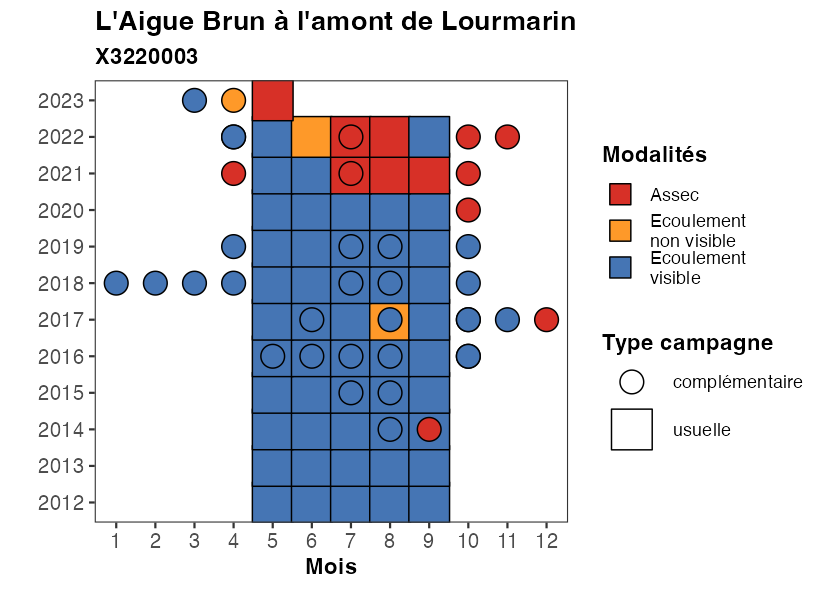 L'Aigue Brun à l'amont de Lourmarin
X3220003
2023
2022
2021
2020
2019
2018
2017
2016
2015
2014
2013
2012
1 2 3 4 5 6 7 8 9 10 11 12
Mois
Modalités
Assec
Ecoulement
non visible
Ecoulement
visible
Type campagne
complémentaire
usuelle